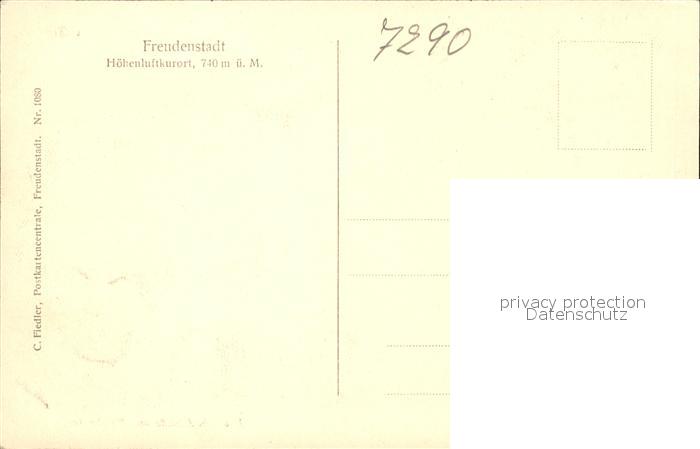 Freudenstadt
Höhenluftkurort, 740 m ü. M.
7290
C. Fiedler, Postkartencentrale, Freudenstadt. Nr. 1080
privacy protection
Datenschutz